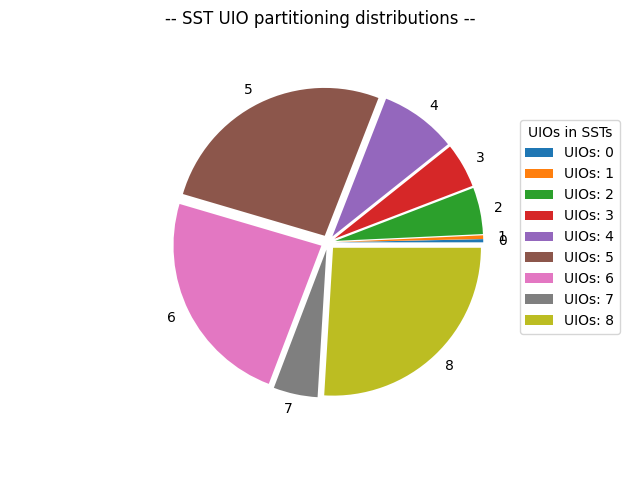 -- SST UIO partitioning distributions --
5
4
3
2
1
0
6
7
8
UIOs in SSTs
UIOs: 0
UIOs: 1
UIOs: 2
UIOs: 3
UIOs: 4
UIOs: 5
UIOs: 6
UIOs: 7
UIOs: 8